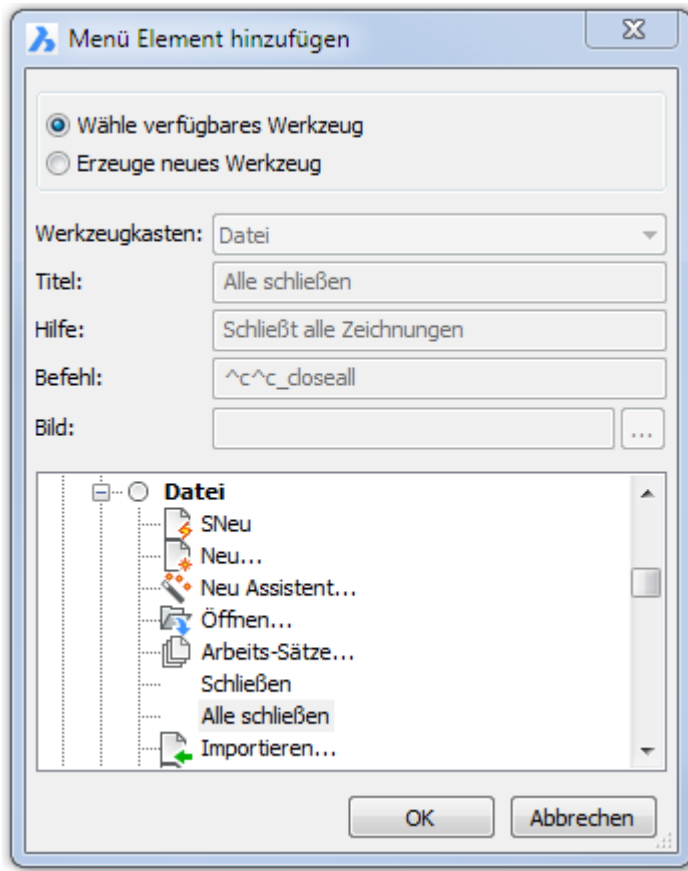 Menü Element hinzufügen
Wähle verfügbares Werkzeug
Erzeuge neues Werkzeug
Werkzeugkasten: Datei
Titel: Alle schließen
Hilfe: Schließt alle Zeichnungen
Befehl: ^c^c_closeall
Bild: ...
Datei
SNeu
Neu...
Neu Assistent...
Öffnen...
Arbeits-Sätze...
Schließen
Alle schließen
Importieren...
OK Abbrechen